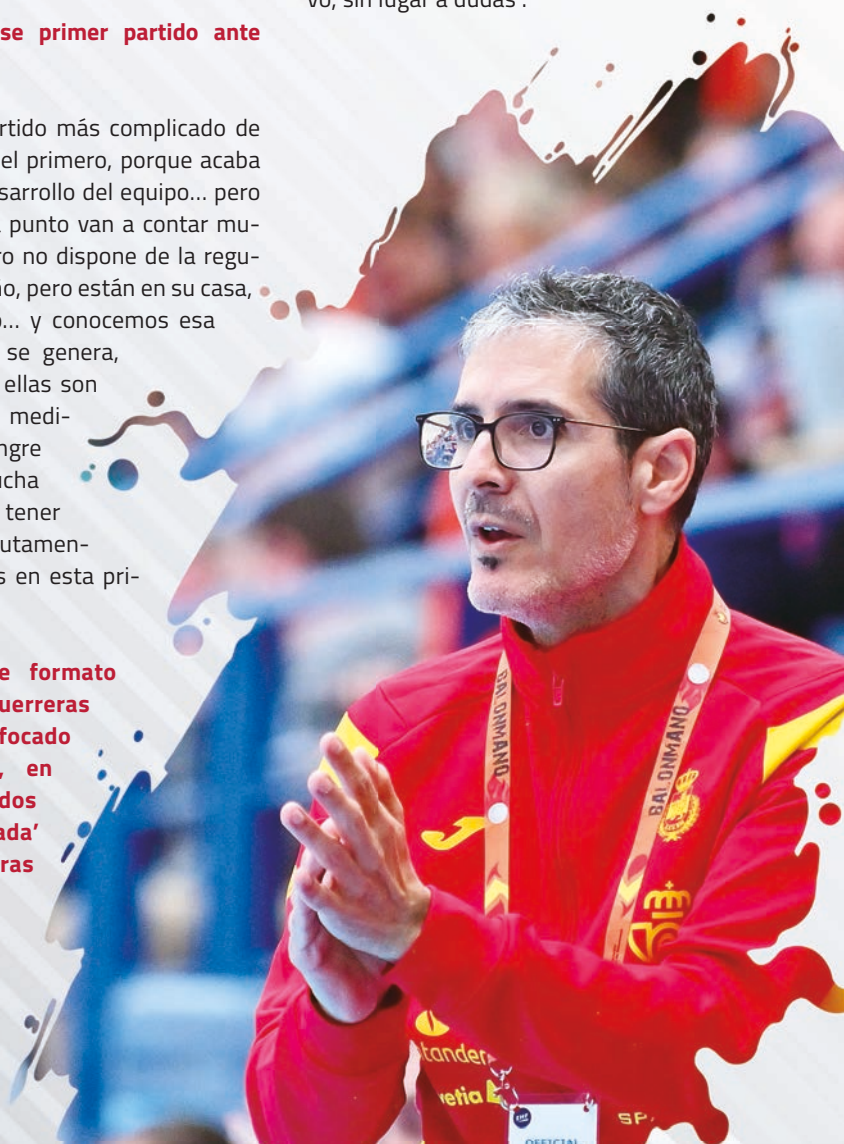 vo, sin lugar a dudas".
se primer partido ante
rtido más complicado de
el primero, porque acaba
sarrollo del equipo... pero
punto van a contar mu-
ro no dispone de la regu-
no, pero están en su casa,
... y conocemos esa
se genera,
ellas son
medi-
ngre
ucha
tener
utamen-
s en esta pri-
e formato
uerreras
focado
, en
dos
ada'
ras
BALONMANO
BALONMANO
tander
vetia
EHF
SP
OFFICIAL